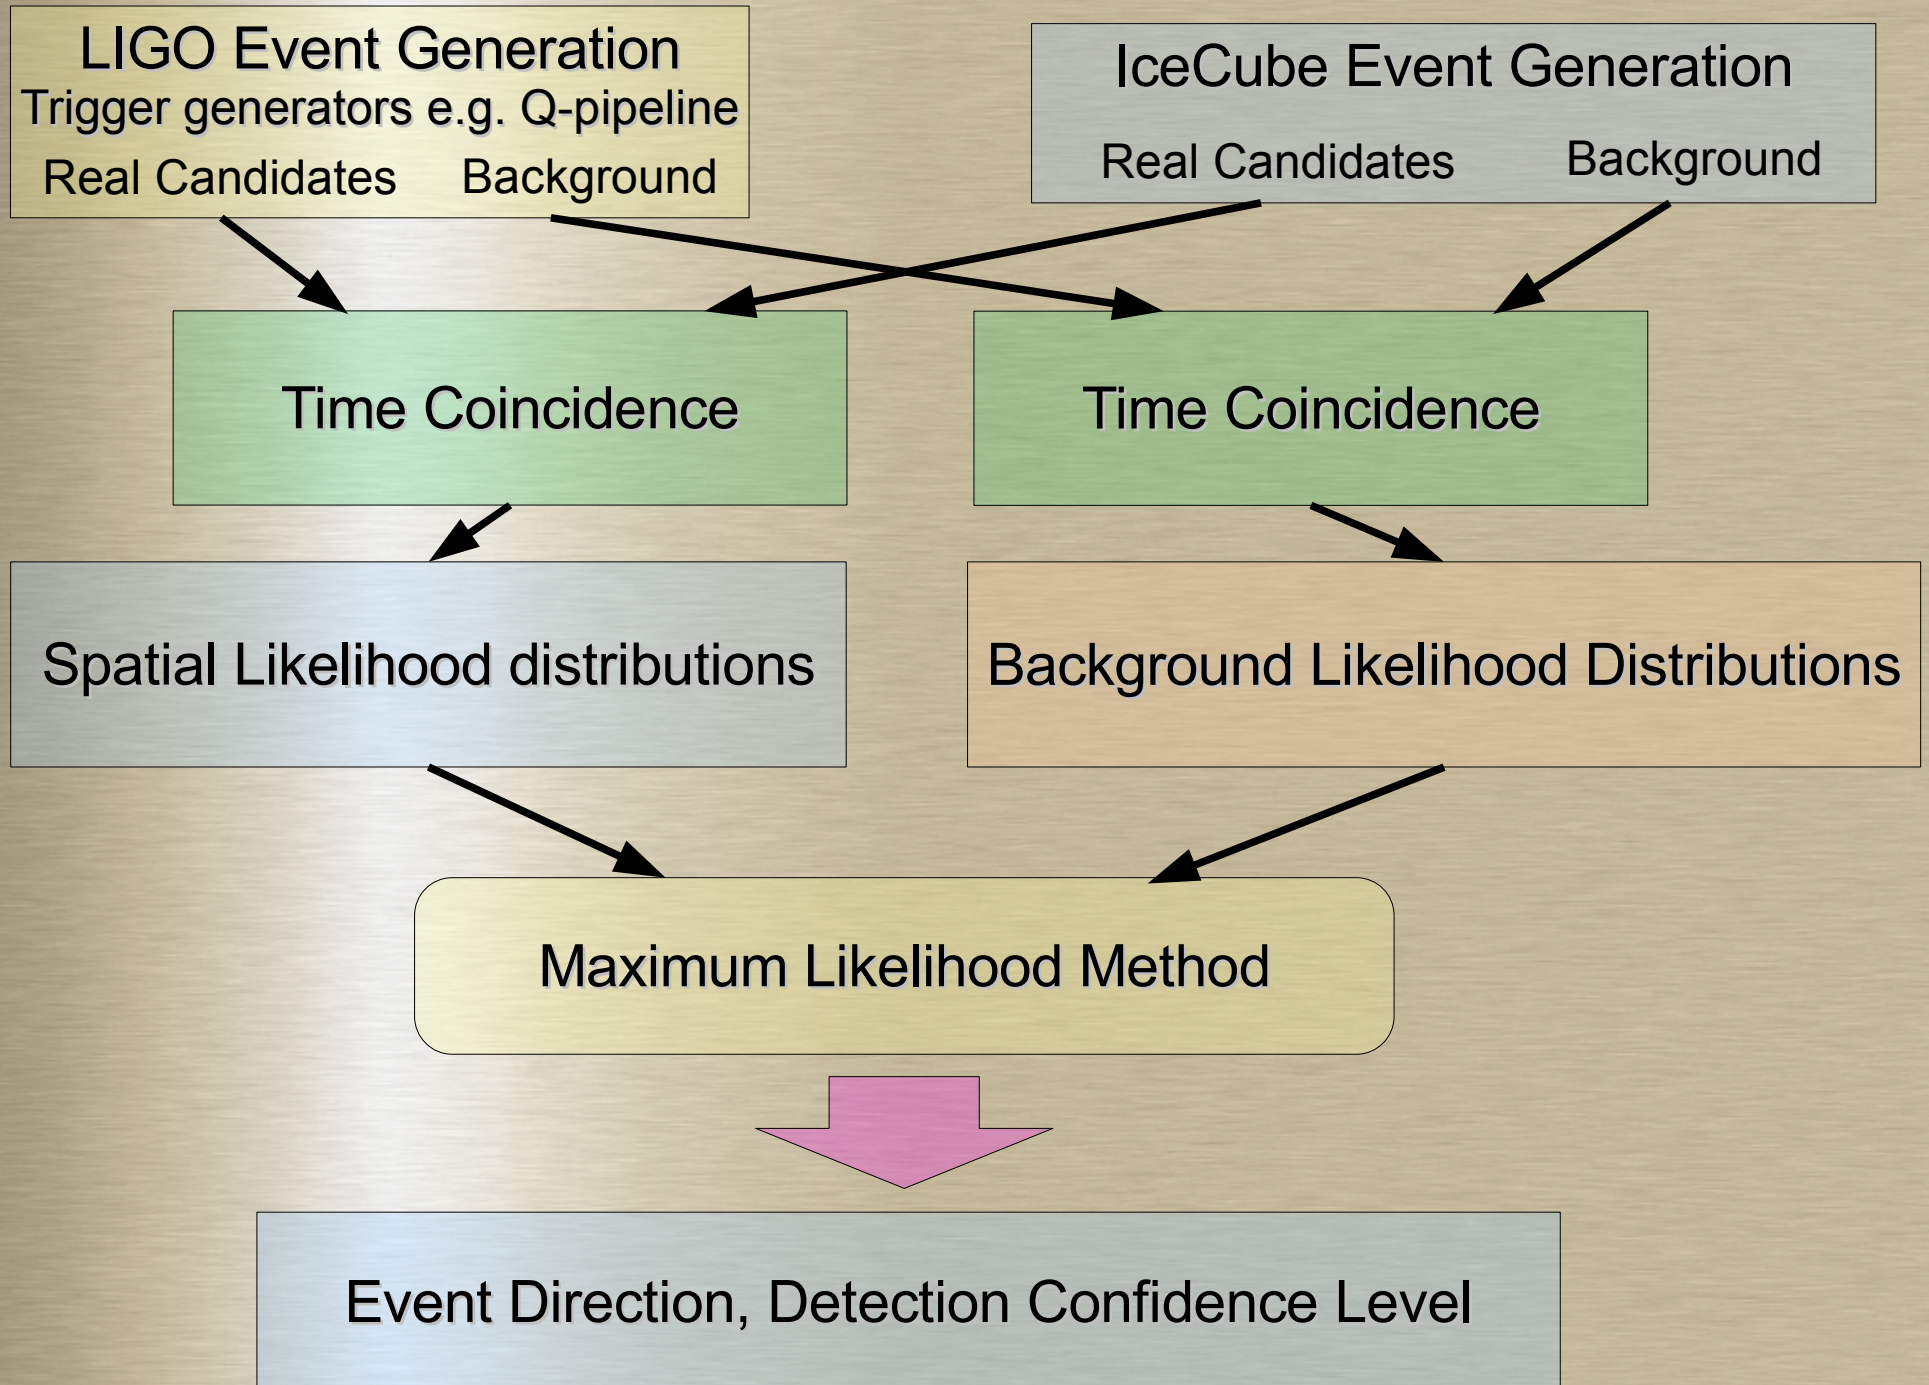 LIGO Event Generation
Trigger generators e.g. Q-pipeline
Real Candidates Background
IceCube Event Generation
Real Candidates Background
Time Coincidence
Time Coincidence
Spatial Likelihood distributions
Background Likelihood Distributions
Maximum Likelihood Method
Event Direction, Detection Confidence Level